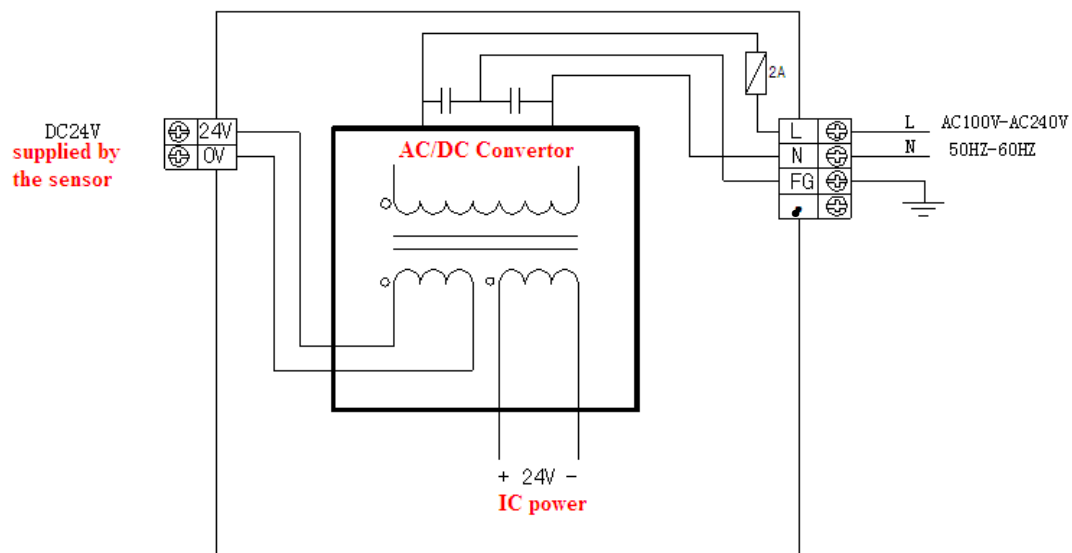 2A
DC24V
supplied by
the sensor
24V
0V
AC/DC Convertor
L
N
FG
L AC100V-AC240V
N 50HZ-60HZ
+ 24V -
IC power